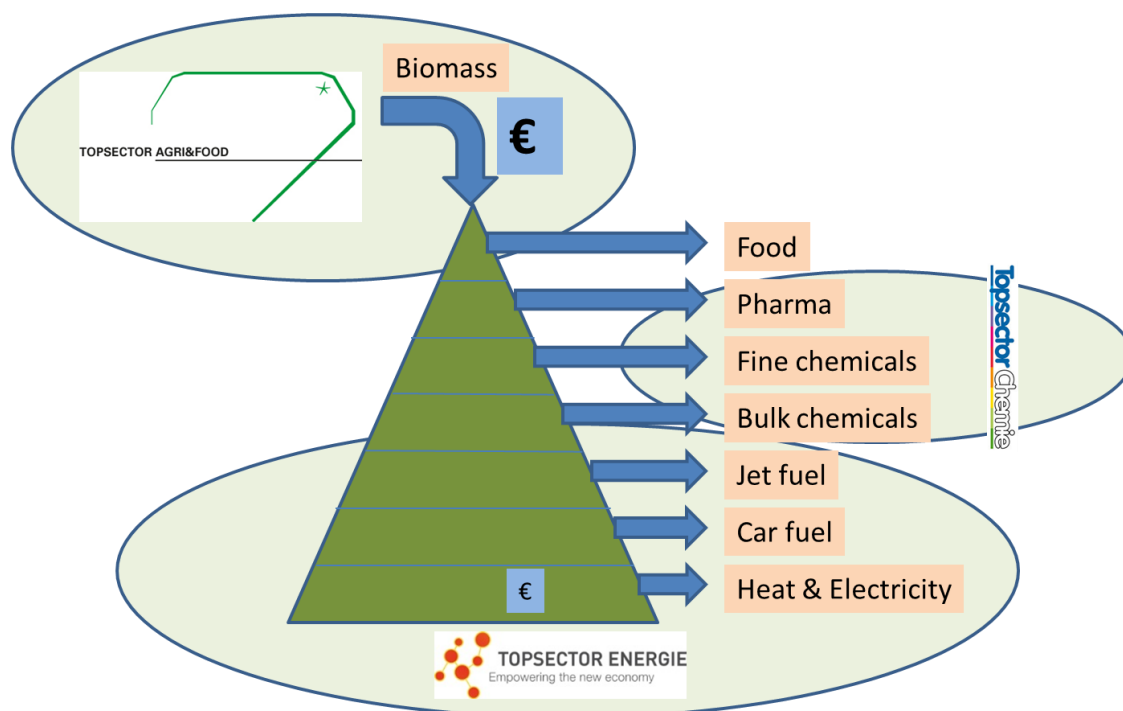 Biomass
€
TOPSECTOR AGRI&FOOD
Food
Pharma
Fine chemicals
Bulk chemicals
Jet fuel
Car fuel
Heat & Electricity
€
Topsector Chemie
TOPSECTOR ENERGIE
Empowering the new economy